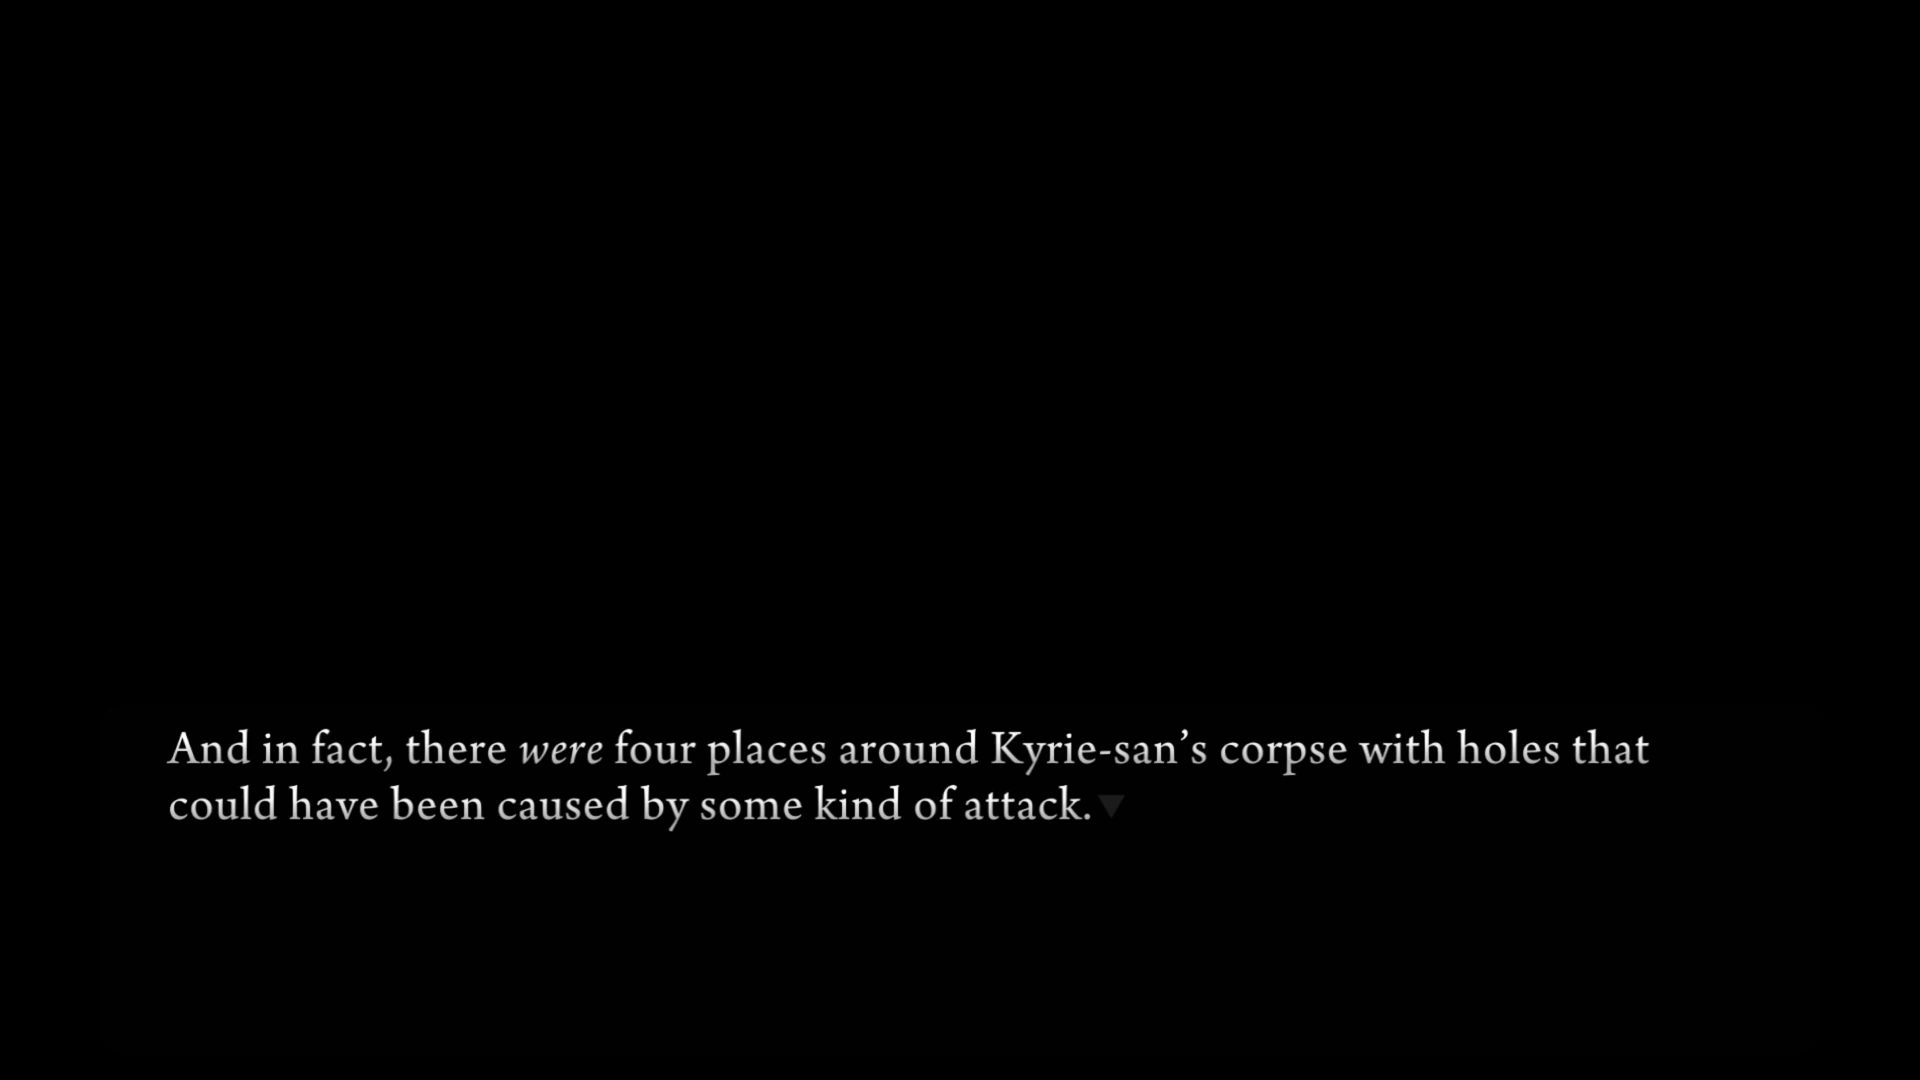 And in fact, there were four places around Kyrie-san’s corpse with holes that
could have been caused by some kind of attack.